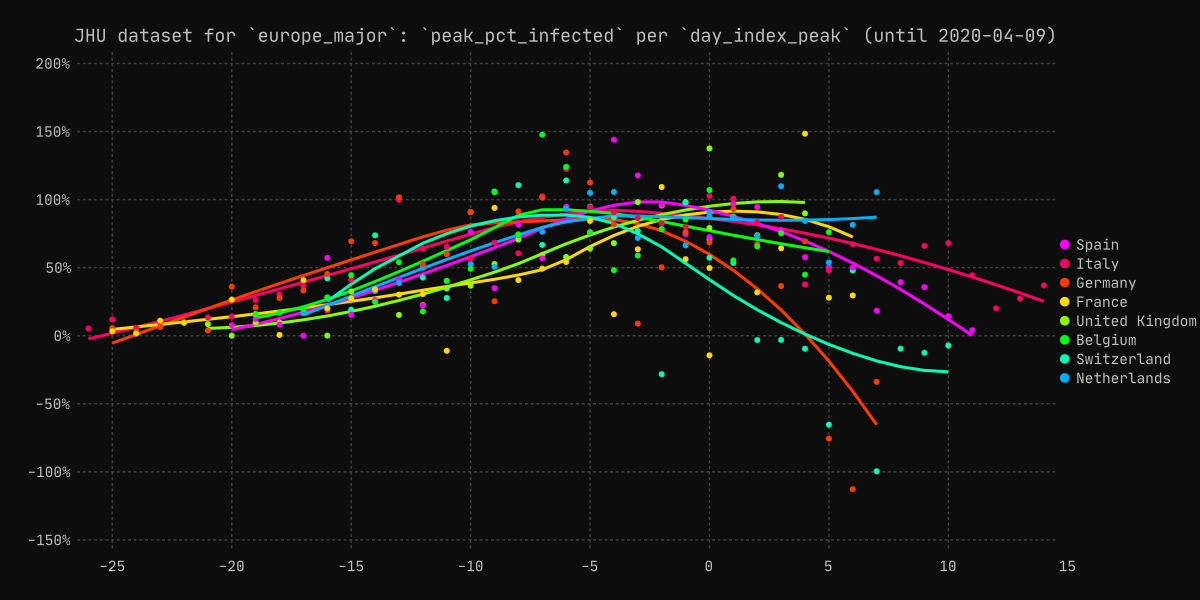 JHU dataset for `europe_major`: `peak_pct_infected` per `day_index_peak` (until 2020-04-09)
200%
150%
100%
50%
0%
-50%
-100%
-150%
-25 -20 -15 -10 -5 0 5 10 15
Spain
Italy
Germany
France
United Kingdom
Belgium
Switzerland
Netherlands